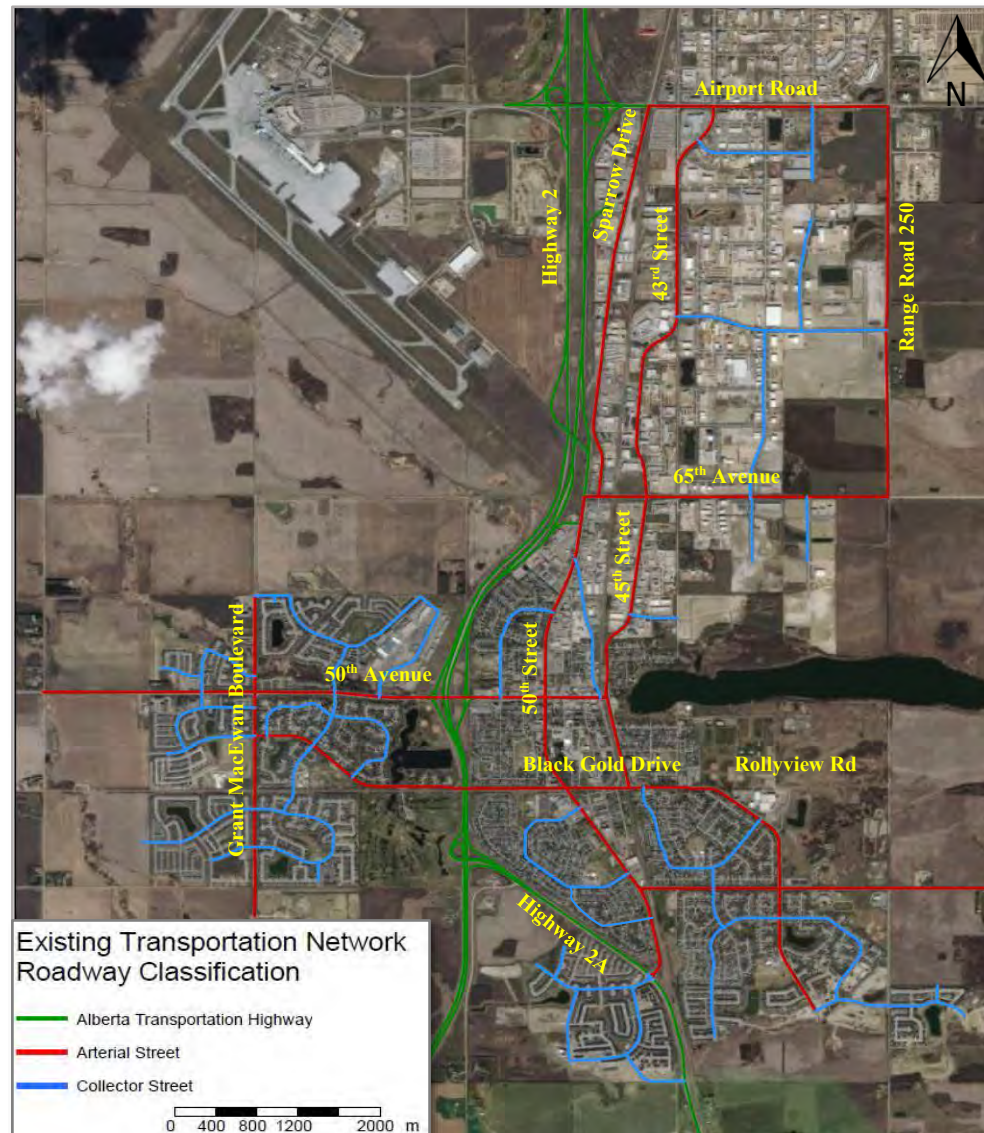 N
Airport Road
Sparrow Drive
Highway 2
43rd Street
Range Road 250
65th Avenue
45th Street
Grant MacEwan Boulevard
50th Avenue
50th Street
Black Gold Drive
Rollyview Rd
Highway 2A
Existing Transportation Network
Roadway Classification
Alberta Transportation Highway
Arterial Street
Collector Street
0 400 800 1200 2000 m